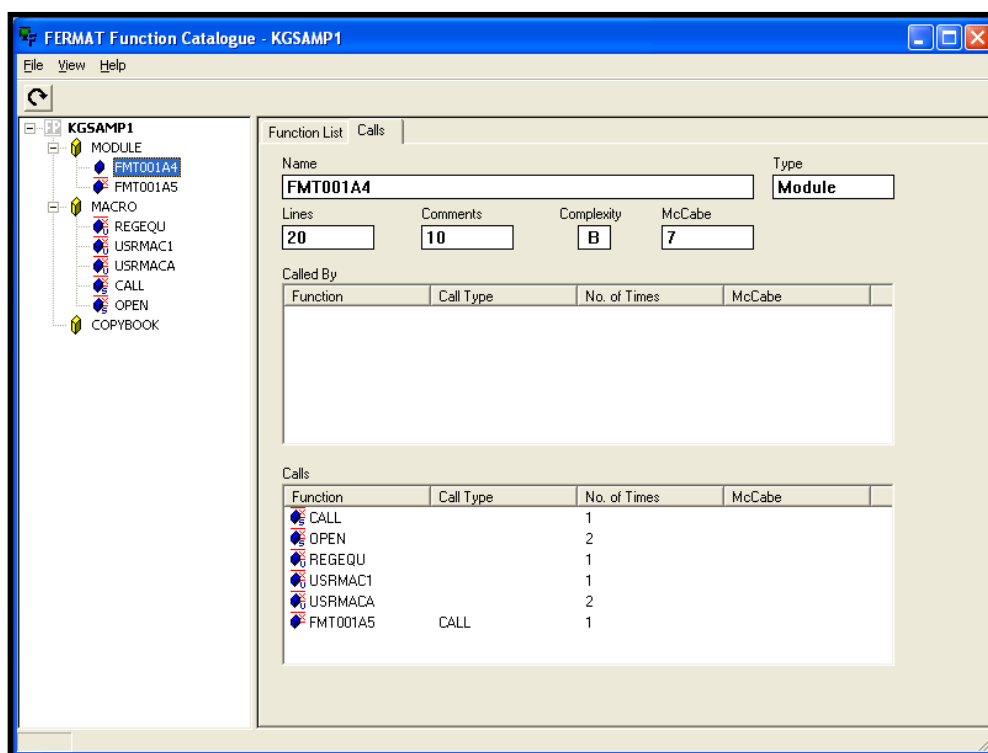 FERMAT Function Catalogue - KGSAMP1
File View Help
KGSAMP1
MODULE
FMT001A4
FMT001A5
MACRO
REGEQU
USRMAC1
USRMACA
CALL
OPEN
COPYBOOK
Function List Calls
Name Type
FMT001A4 Module
Lines Comments Complexity McCabe
20 10 B 7
Called By
Function Call Type No. of Times McCabe
Calls
Function Call Type No. of Times McCabe
CALL 1
OPEN 2
REGEQU 1
USRMAC1 1
USRMACA 2
FMT001A5 CALL 1